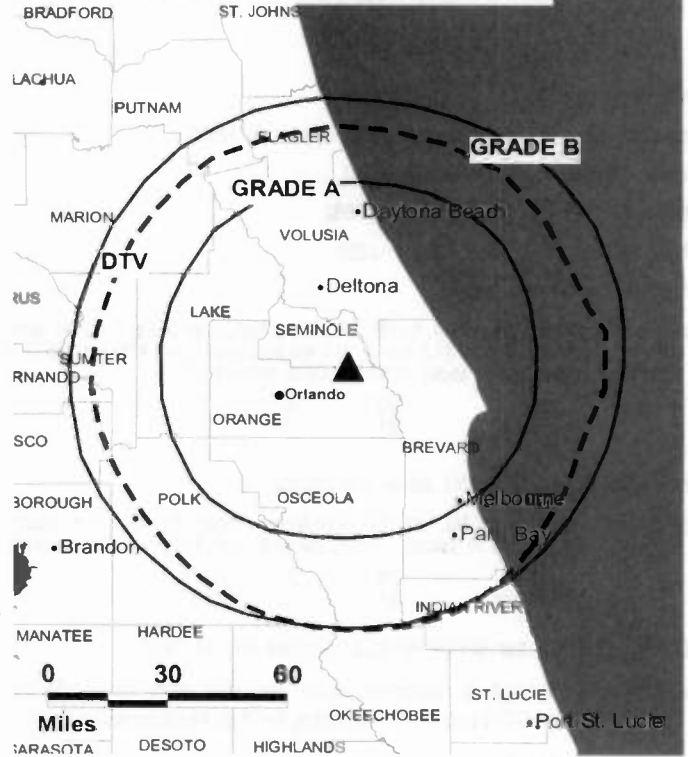 BRADFORD
ST. JOHNS
LACHUA
PUTNAM
FLAGLER
GRADE B
GRADE A
MARION
Daytona Beach
VOLUSIA
DTV
Deltona
RUS
LAKE
SEMINOLE
SUMTER
RNANDO
Orlando
ORANGE
SCO
BREVARD
BOROUGH
POLK
OSCEOLA
Melbourne
Palm Bay
Brandon
INDIAN RIVER
MANATEE
HARDEE
0 30 60
Miles
ST. LUCIE
OKEECHOBEE
Port St. Lucie
SARASOTA
DESOTO
HIGHLANDS